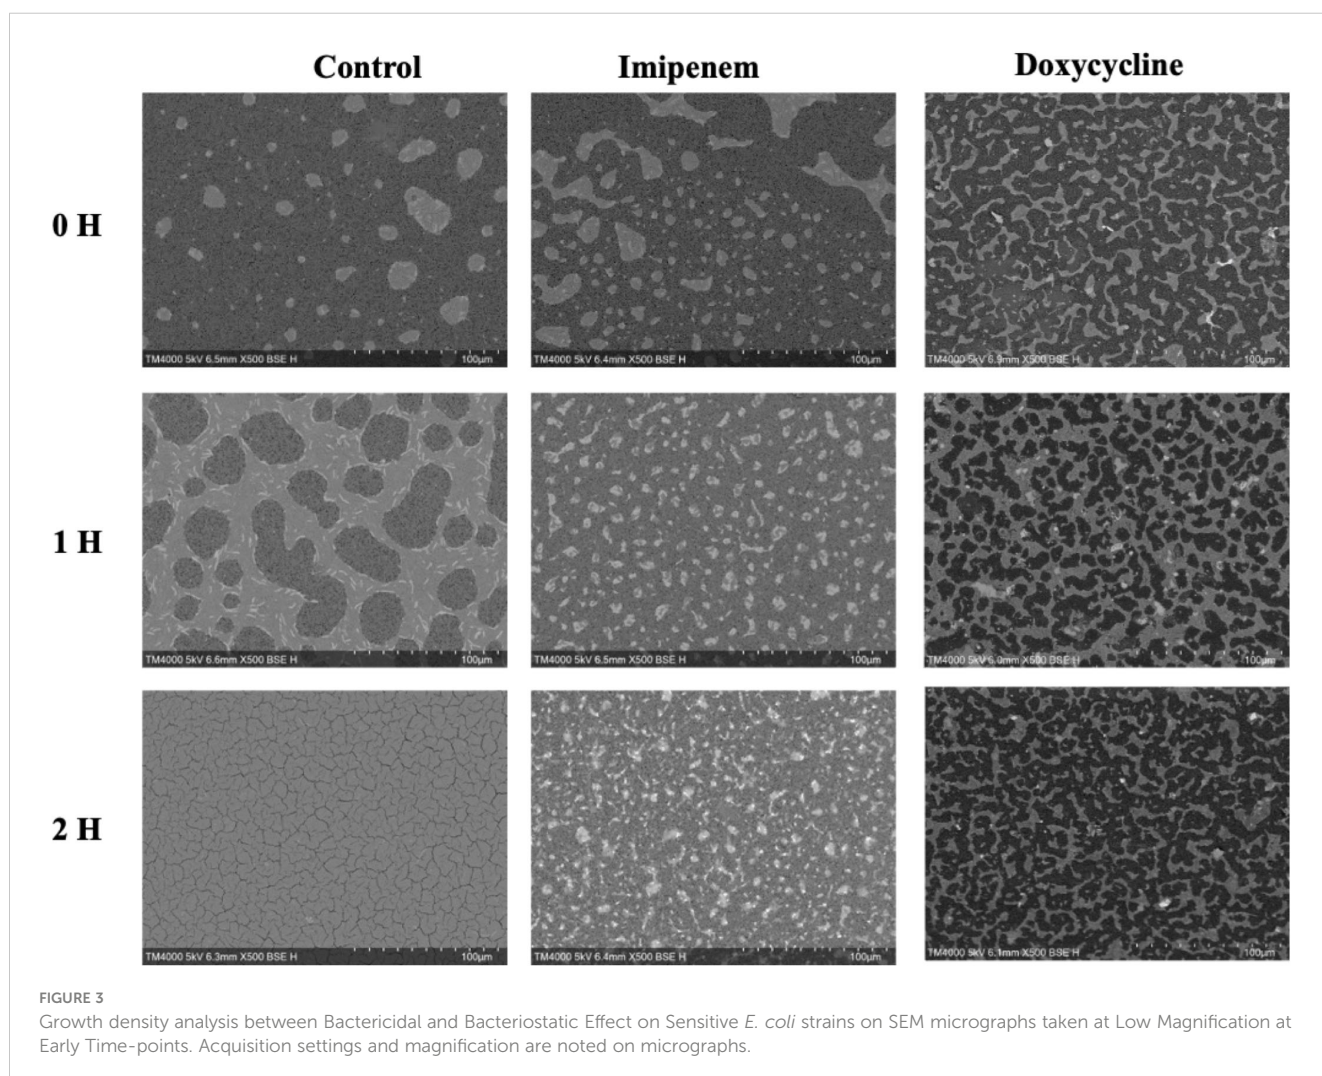 Control
Imipenem
Doxycycline
0 H
TM4000 5kV 6.5mm X500 BSE H 100µm
TM4000 5kV 6.4mm X500 BSE H 100µm
TM4000 5kV 6.9mm X500 BSE H 100µm
1 H
TM4000 5kV 6.6mm X500 BSE H 100µm
TM4000 5kV 6.5mm X500 BSE H 100µm
TM4000 5kV 6.0mm X500 BSE H 100µm
2 H
TM4000 5kV 6.3mm X500 BSE H 100µm
TM4000 5kV 6.4mm X500 BSE H 100µm
TM4000 5kV 6.1mm X500 BSE H 100µm
FIGURE 3
Growth density analysis between Bactericidal and Bacteriostatic Effect on Sensitive E. coli strains on SEM micrographs taken at Low Magnification at
Early Time-points. Acquisition settings and magnification are noted on micrographs.